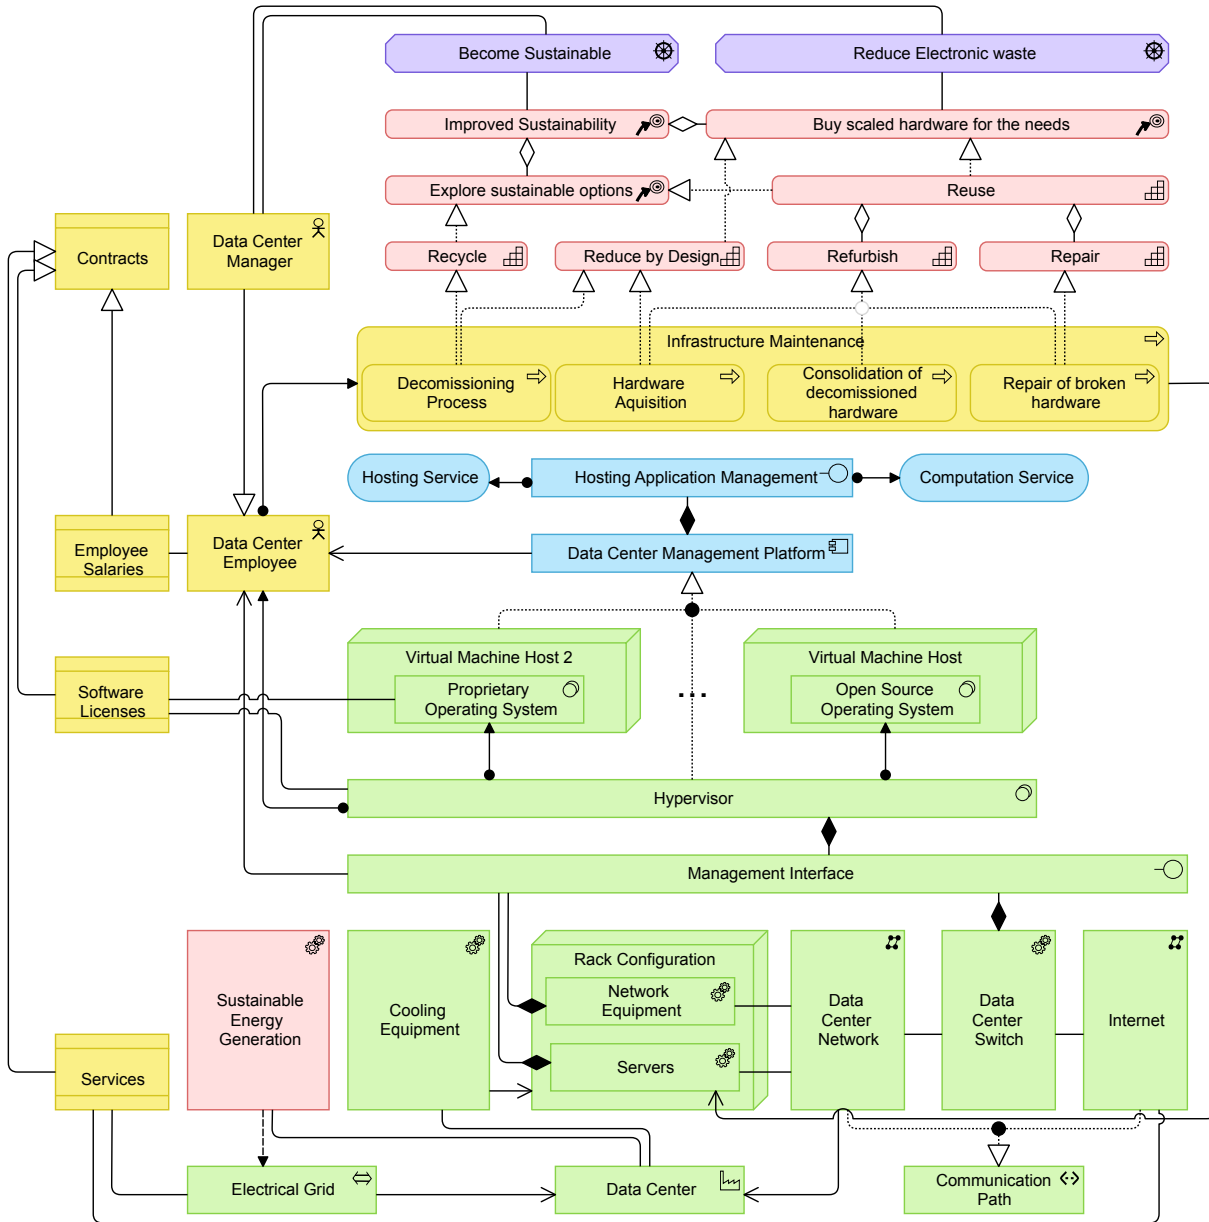 Become Sustainable
Reduce Electronic waste
Improved Sustainability
Buy scaled hardware for the needs
Explore sustainable options
Reuse
Contracts
Data Center
Manager
Recycle
Reduce by Design
Refurbish
Repair
Infrastructure Maintenance
Decomissioning
Process
Hardware
Aquisition
Consolidation of
decomissioned
hardware
Repair of broken
hardware
Hosting Service
Hosting Application Management
Computation Service
Employee
Salaries
Data Center
Employee
Data Center Management Platform
Virtual Machine Host 2
Virtual Machine Host
Software
Licenses
Proprietary
Operating System
...
Open Source
Operating System
Hypervisor
Management Interface
Sustainable
Energy
Generation
Cooling
Equipment
Rack Configuration
Network
Equipment
Servers
Data
Center
Network
Data
Center
Switch
Internet
Services
Electrical Grid
Data Center
Communication
Path